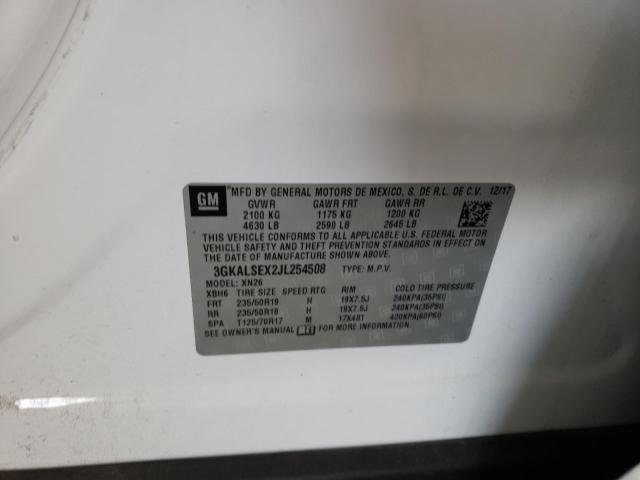 GM MFD BY GENERAL MOTORS DE MEXICO, S. DE R.L. DE C.V. 12/17
GVWR GAWR FRT GAWR RR
2100 KG 1175 KG 1200 KG
4630 LB 2590 LB 2645 LB
THIS VEHICLE CONFORMS TO ALL APPLICABLE U.S. FEDERAL MOTOR
VEHICLE SAFETY, BUMPER, AND THEFT PREVENTION STANDARDS IN
EFFECT ON THE DATE OF MANUFACTURE SHOWN ABOVE.
3GKALSEX2JL254508 TYPE: M.P.V.
MODEL: XN26
XBH6 TIRE SIZE SPEED RTG RIM COLD TIRE PRESSURE
FRT 235/50R19 H 19X7.5J 240KPA(35PSI)
RR 235/50R19 H 19X7.5J 240KPA(35PSI)
SPA T125/70R17 M 17X4BT 420KPA(60PSI)
SEE OWNER'S MANUAL